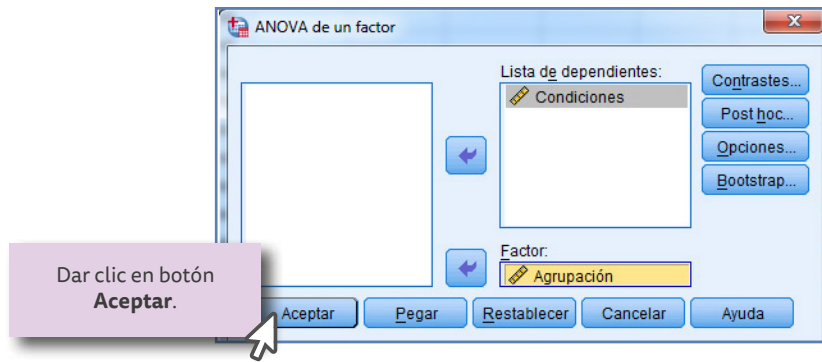 ANOVA de un factor
Lista de dependientes:
Condiciones
Contrastes...
Post hoc...
Opciones...
Bootstrap...
Factor:
Agrupación
Dar clic en botón
Aceptar.
Aceptar
Pegar
Restablecer
Cancelar
Ayuda